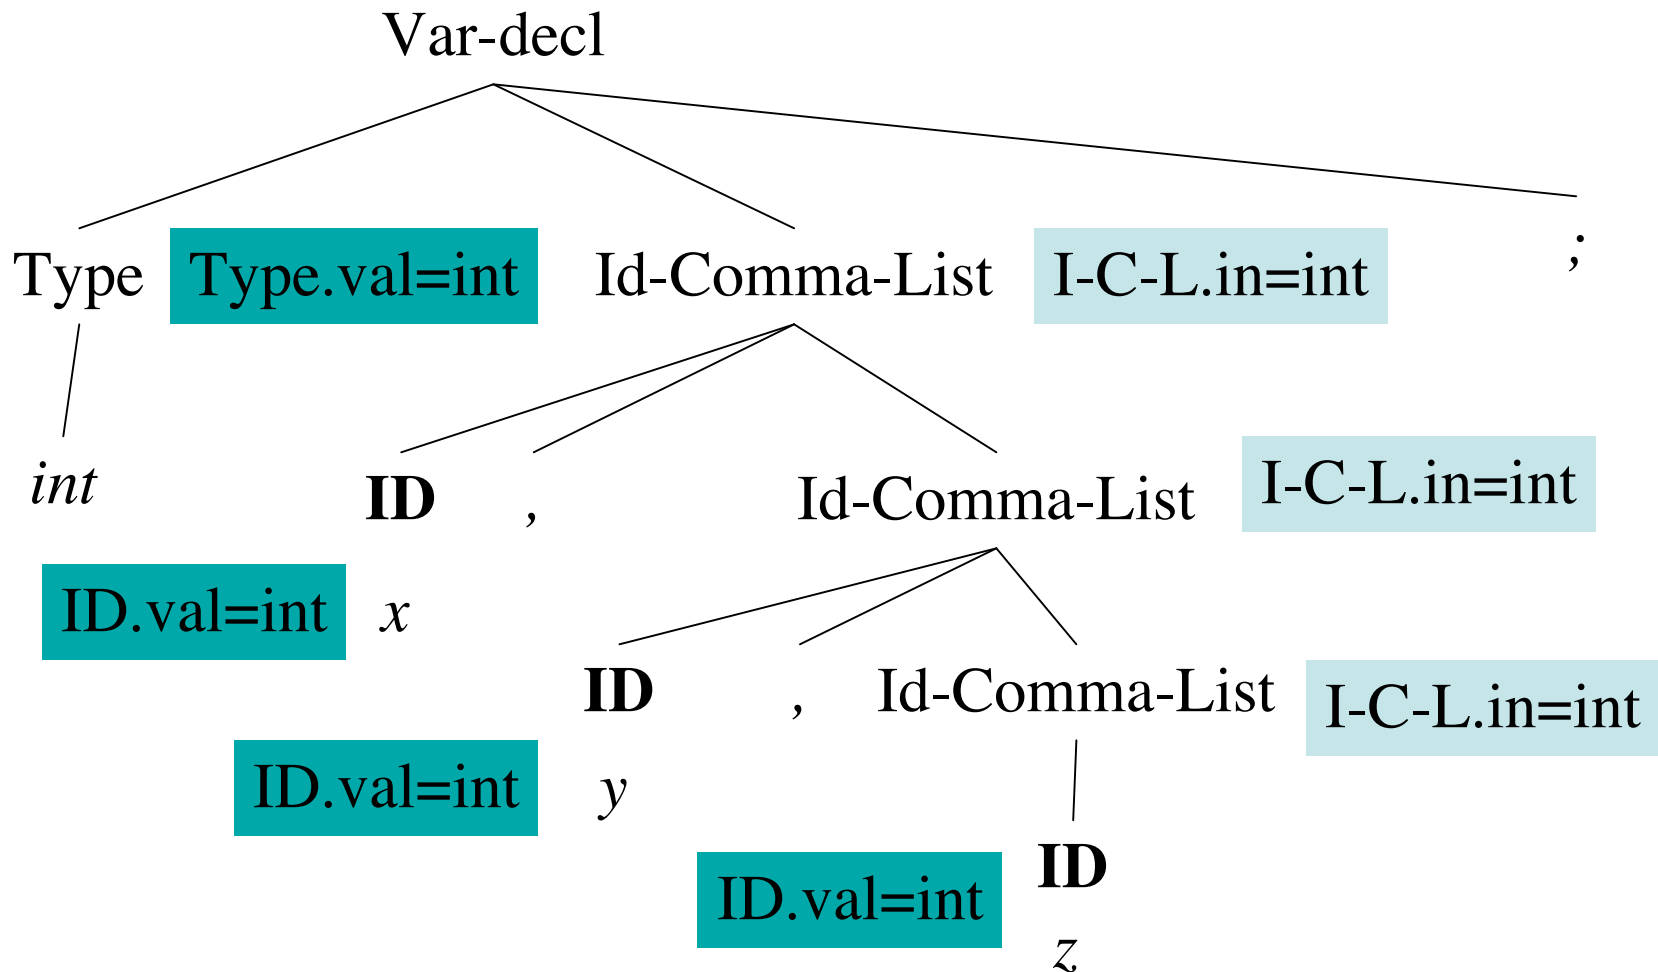 Var-decl
Type Type.val=int Id-Comma-List I-C-L.in=int ;
int ID , Id-Comma-List I-C-L.in=int
ID.val=int x
ID , Id-Comma-List I-C-L.in=int
ID.val=int y
ID.val=int ID
z